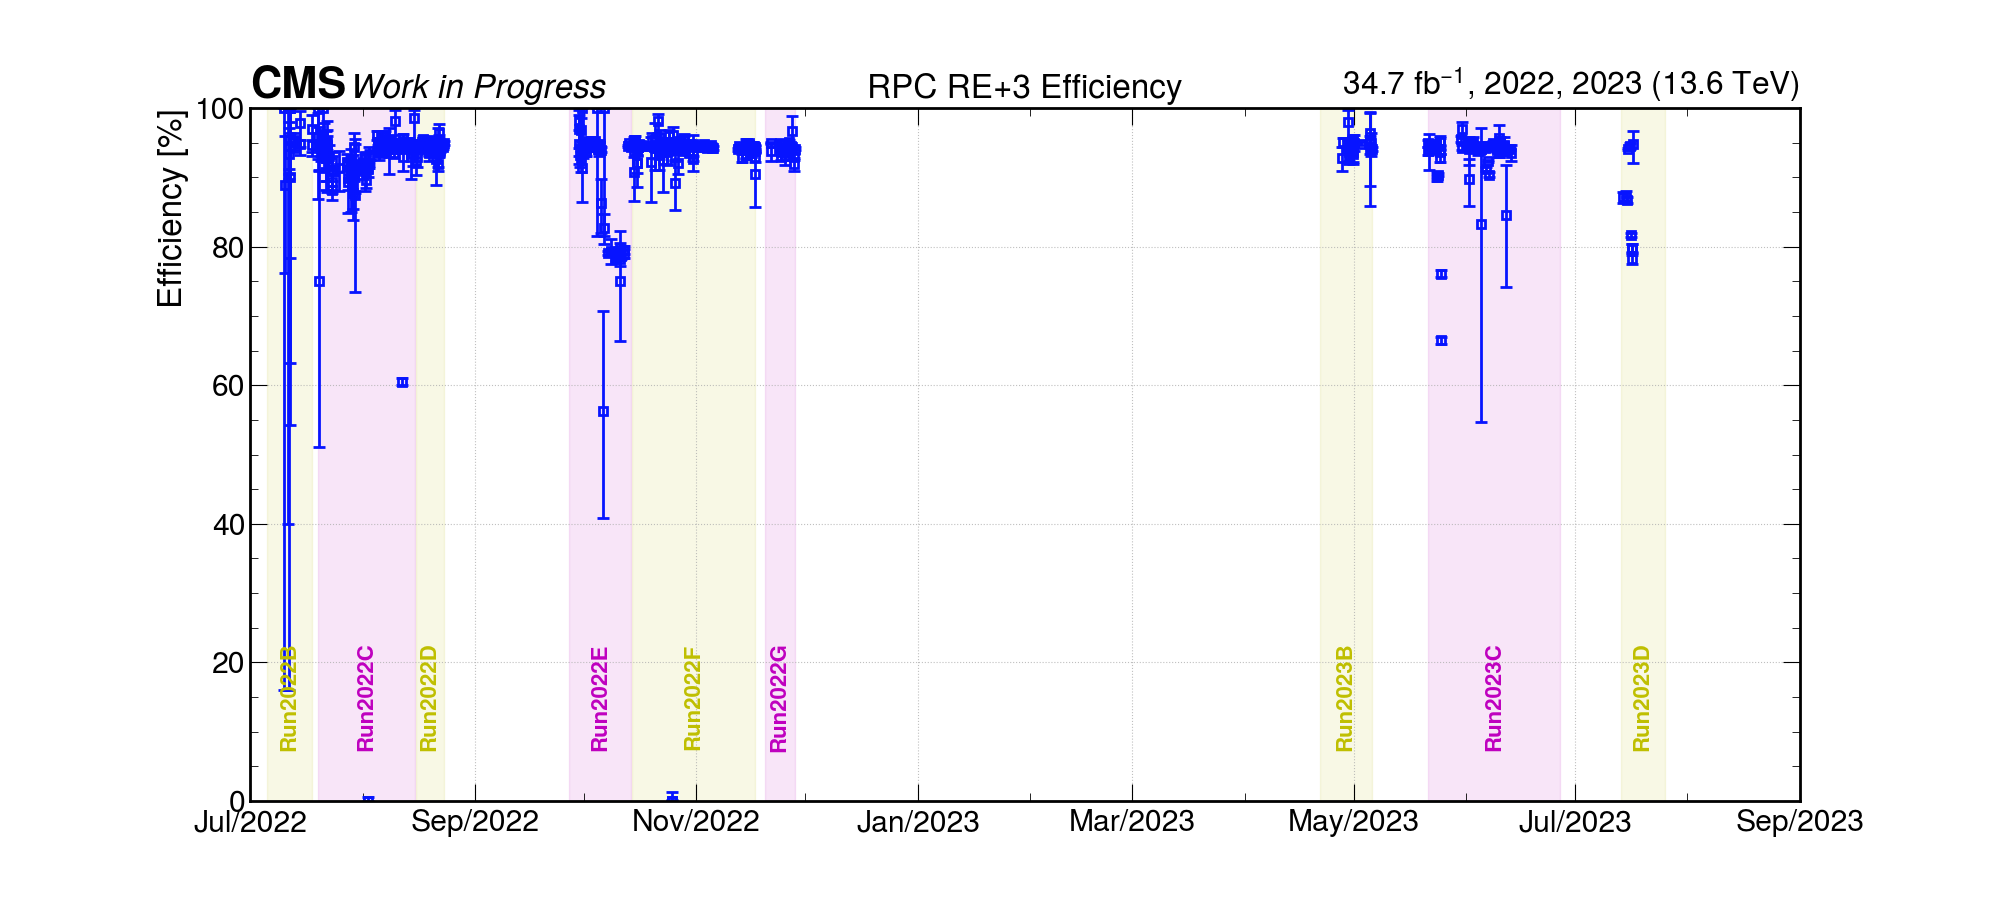 CMS Work in Progress RPC RE+3 Efficiency 34.7 fb⁻¹, 2022, 2023 (13.6 TeV)
Efficiency [%]
100
80
60
40
20
0
Run2022B Run2022C Run2022D Run2022E Run2022F Run2022G Run2023B Run2023C Run2023D
Jul/2022 Sep/2022 Nov/2022 Jan/2023 Mar/2023 May/2023 Jul/2023 Sep/2023